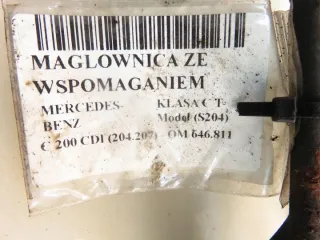 MAGLOWNICA ZE
WSPOMAGANIEM
MERCEDES-BENZ KLASA C T-Model (S204)
C 200 CDI (204.207) OM 646.811